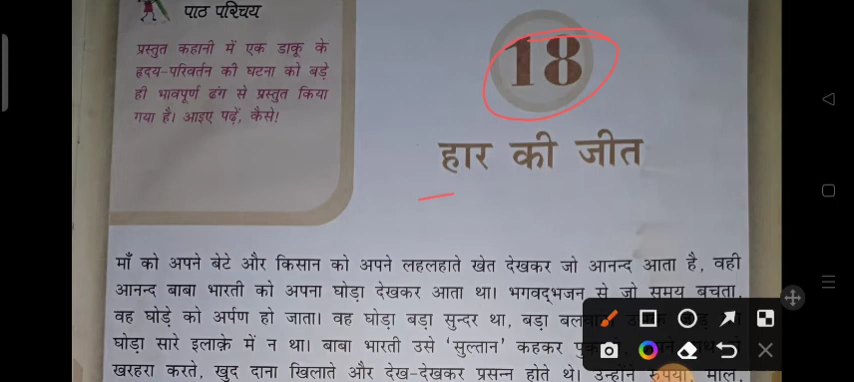 पाठ परिचय
प्रस्तुत कहानी में एक डाकू के
हृदय-परिवर्तन की घटना को बड़े
ही भावपूर्ण ढंग से प्रस्तुत किया
गया है। आइए पढ़ें, कैसे!
18
हार की जीत
माँ को अपने बेटे और किसान को अपने लहलहाते खेत देखकर जो आनन्द आता है, वही
आनन्द बाबा भारती को अपना घोड़ा देखकर आता था। भगवद्भजन से जो समय बचता,
वह घोड़े को अर्पण हो जाता। वह घोड़ा बड़ा सुन्दर था, बड़ा
घोड़ा सारे इलाक़े में न था। बाबा भारती उसे 'सुल्तान' कहकर
खरहरा करते, खुद दाना खिलाते और देख-देखकर प्रसन्न होते थे। उन्होंने रुपया, माल,